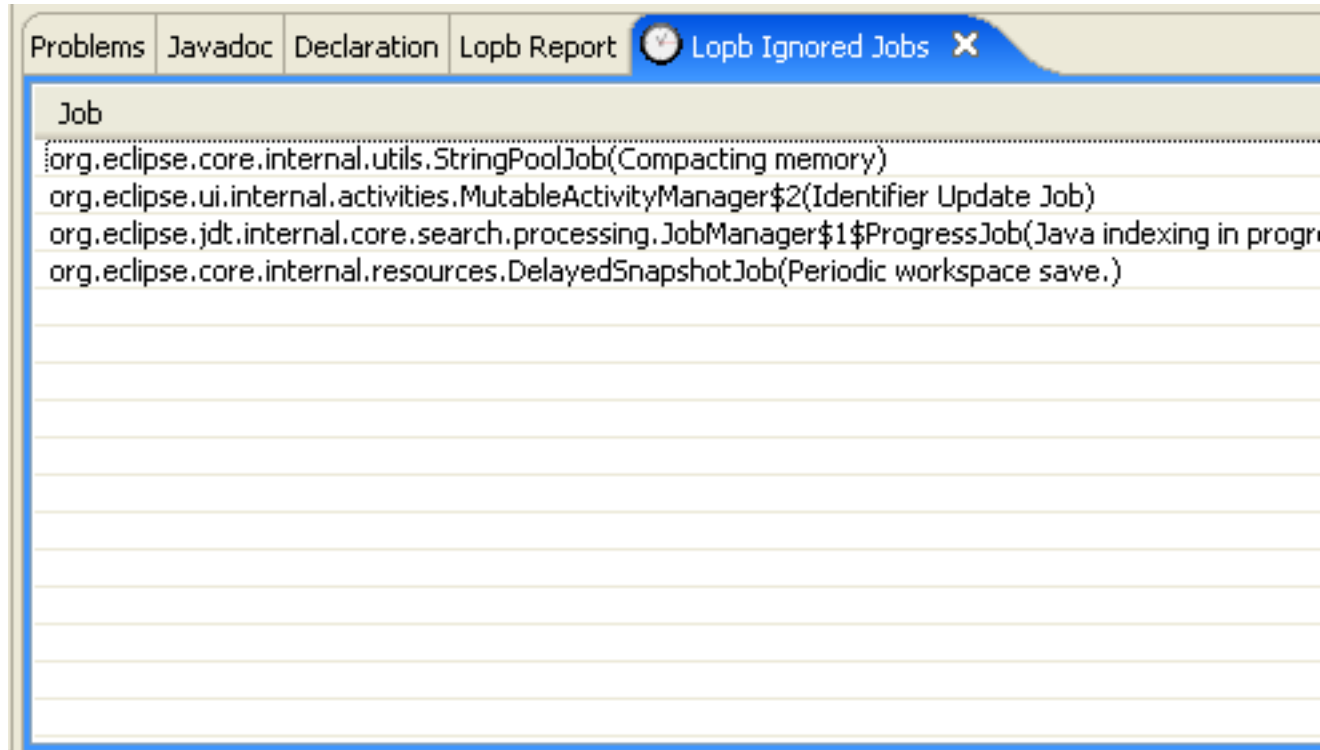 Problems Javadoc Declaration Lopb Report Lopb Ignored Jobs
Job
org.eclipse.core.internal.utils.StringPoolJob(Compacting memory)
org.eclipse.ui.internal.activities.MutableActivityManager$2(Identifier Update Job)
org.eclipse.jdt.internal.core.search.processing.JobManager$1$ProgressJob(Java indexing in progr
org.eclipse.core.internal.resources.DelayedSnapshotJob(Periodic workspace save.)